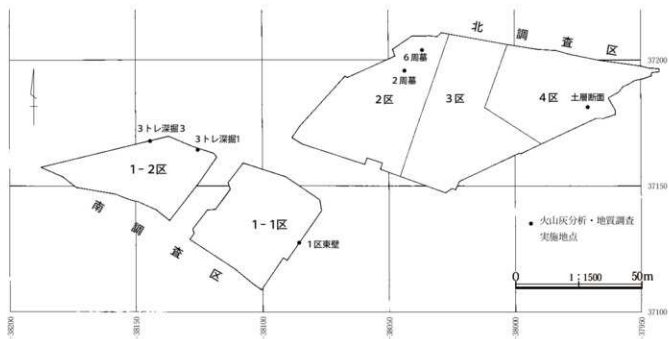 北調査区
37200
6周墓
2周墓
2区
3区
4区
土層断面
3トレ深掘3
3トレ深掘1
1-2区
37150
南調査区
1-1区
1区東壁
● 火山灰分析・地質調査
実施地点
0 1:1500 50m
37100
-38200
-38150
-38100
-38050
-38000
-37950